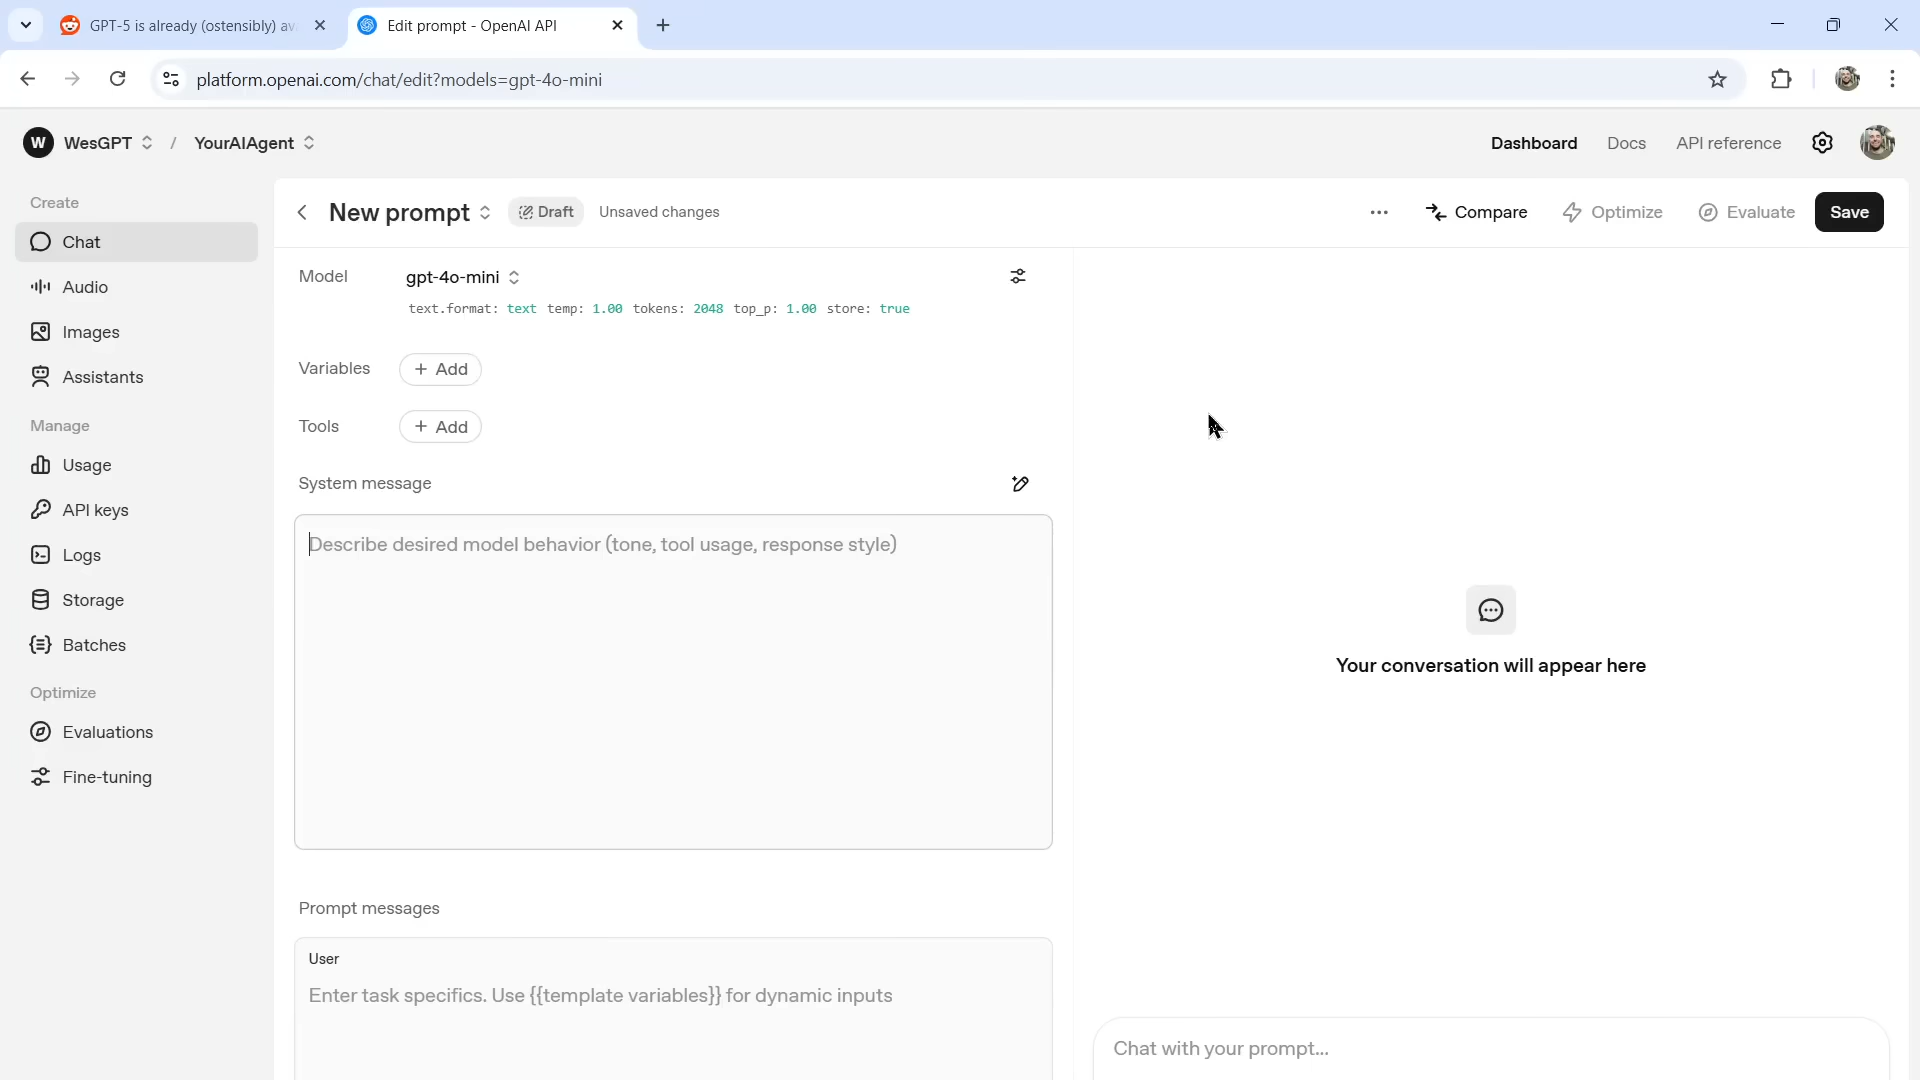 GPT-5 is already (ostensibly) av
Edit prompt - OpenAI API
platform.openai.com/chat/edit?models=gpt-4o-mini
W WesGPT / YourAIAgent
Dashboard Docs API reference
Create
Chat
Audio
Images
Assistants
Manage
Usage
API keys
Logs
Storage
Batches
Optimize
Evaluations
Fine-tuning
New prompt Draft Unsaved changes
Compare Optimize Evaluate Save
Model gpt-4o-mini
text.format: text temp: 1.00 tokens: 2048 top_p: 1.00 store: true
Variables + Add
Tools + Add
System message
Describe desired model behavior (tone, tool usage, response style)
Prompt messages
User
Enter task specifics. Use {{template variables}} for dynamic inputs
Your conversation will appear here
Chat with your prompt...